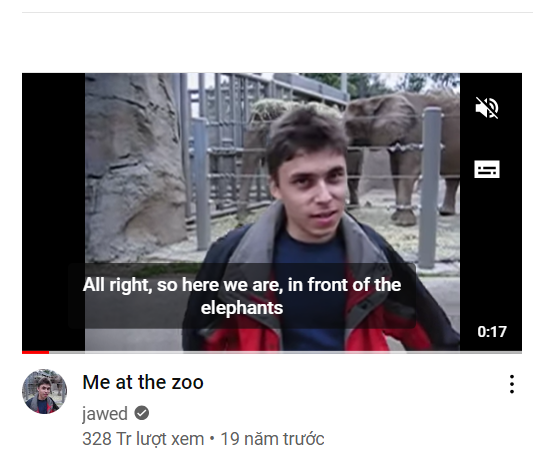 All right, so here we are, in front of the
elephants
0:17
Me at the zoo
jawed
328 Tr lượt xem • 19 năm trước